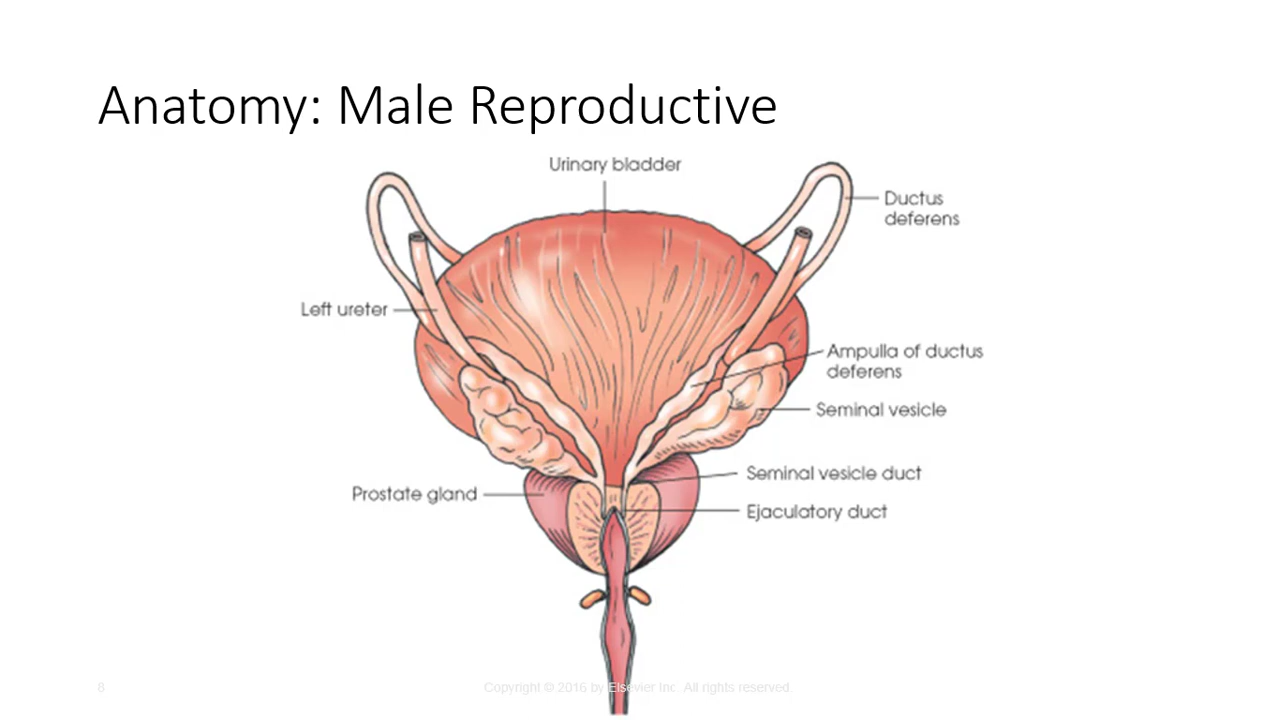 Anatomy: Male Reproductive
Urinary bladder
Ductus
deferens
Left ureter
Ampulla of ductus
deferens
Seminal vesicle
Seminal vesicle duct
Prostate gland
Ejaculatory duct
8
Copyright © 2016 by Elsevier Inc. All rights reserved.